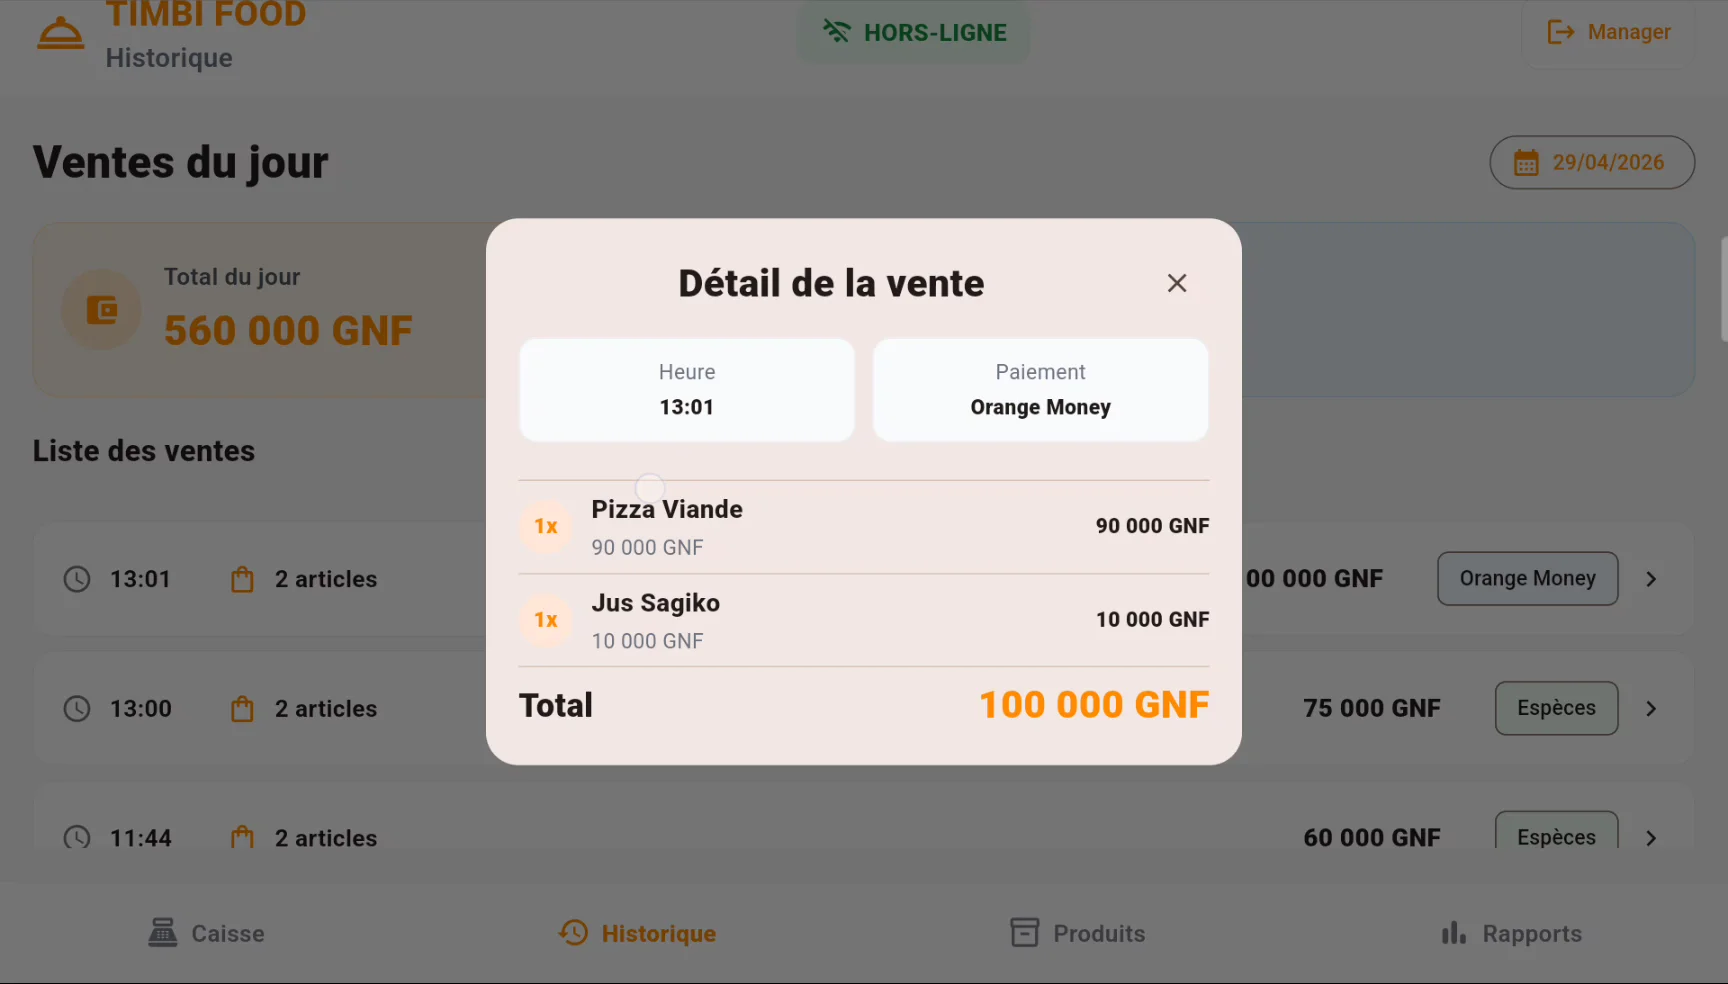 TIMBI FOOD
Historique
HORS-LIGNE
Manager
Ventes du jour
29/04/2026
Total du jour
560 000 GNF
Liste des ventes
13:01
2 articles
00 000 GNF
Orange Money
13:00
2 articles
75 000 GNF
Espèces
11:44
2 articles
60 000 GNF
Espèces
Détail de la vente
Heure
13:01
Paiement
Orange Money
1x
Pizza Viande
90 000 GNF
90 000 GNF
1x
Jus Sagiko
10 000 GNF
10 000 GNF
Total
100 000 GNF
Caisse
Historique
Produits
Rapports